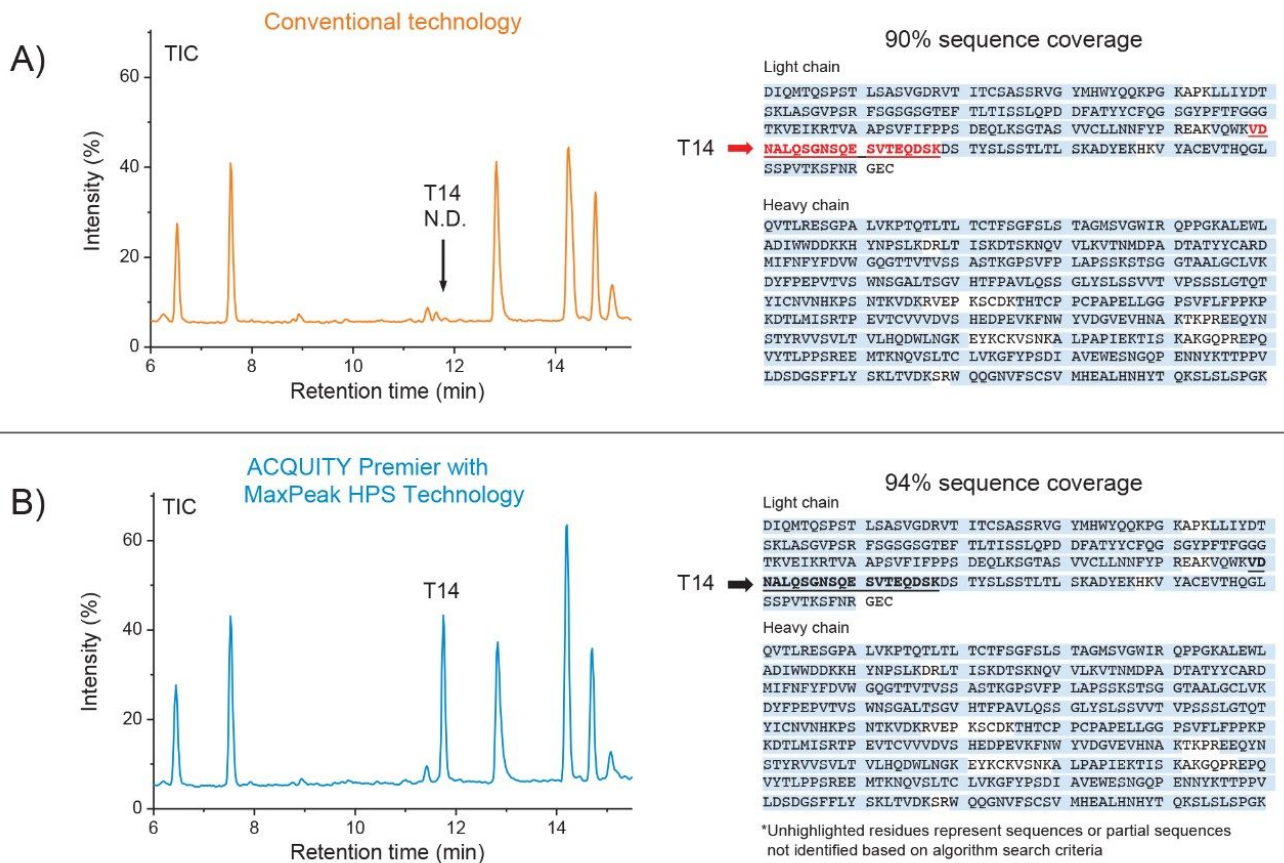 A)
Conventional technology
TIC
Intensity (%)
60
40
20
0
T14
N.D.
6 8 10 12 14
Retention time (min)
90% sequence coverage
Light chain
DIQMTQSPST LSASVGDRVT ITCSASSRVG YMHWYQQKPG KAPKLLIYDT
SKLASGVPSR FSGSGSGTEF TLTISSLQPD DFATYYCFQG SGYPFTFGGG
TKVEIKRTVA APSVFIFPPS DEQLKSGTAS VVCLLNNFYP REAKVQWKVD
T14
NALQSGNSQE SVTEQDSKDS TYSLSSTLTL SKADYEKHKV YACEVTHQGL
SSPVTKSFNR GEC
Heavy chain
QVTLRESGPA LVKPTQTLTL TCTFSGFSLS TAGMSVGWIR QPPGKALEWL
ADIWWDDKKH YNPSLKDRLT ISKDTSKNQV VLKVTNMDPA DTATYYCARD
MIFNFYFDVW GQGTTVTVSS ASTKGPSVFP LAPSSKSTSG GTAALGCLVK
DYFPEPVTVS WNSGALTSGV HTFPAVLQSS GLYSLSSVVT VPSSSLGTQT
YICNVNHKPS NTKVDKRVEP KSCDKTHTCP PCPAPELLGG PSVFLFPPKP
KDTLMISRTP EVTCVVVDVS HEDPEVKFNW YVDGVEVHNA KTKPREEQYN
STYRVVSVLT VLHQDWLNGK EYKCKVSNKA LPAPIEKTIS KAKGQPREPQ
VYTLPPSREE MTKNQVSLTC LVKGFYPSDI AVEWESNGQP ENNYKTTPPV
LDSDGSFFLY SKLTVDKSRW QQGNVFSCSV MHEALHNHYT QKSLSLSPGK
B)
ACQUITY Premier with
MaxPeak HPS Technology
TIC
Intensity (%)
60
40
20
0
T14
6 8 10 12 14
Retention time (min)
94% sequence coverage
Light chain
DIQMTQSPST LSASVGDRVT ITCSASSRVG YMHWYQQKPG KAPKLLIYDT
SKLASGVPSR FSGSGSGTEF TLTISSLQPD DFATYYCFQG SGYPFTFGGG
TKVEIKRTVA APSVFIFPPS DEQLKSGTAS VVCLLNNFYP REAKVQWKVD
T14
NALQSGNSQE SVTEQDSKDS TYSLSSTLTL SKADYEKHKV YACEVTHQGL
SSPVTKSFNR GEC
Heavy chain
QVTLRESGPA LVKPTQTLTL TCTFSGFSLS TAGMSVGWIR QPPGKALEWL
ADIWWDDKKH YNPSLKDRLT ISKDTSKNQV VLKVTNMDPA DTATYYCARD
MIFNFYFDVW GQGTTVTVSS ASTKGPSVFP LAPSSKSTSG GTAALGCLVK
DYFPEPVTVS WNSGALTSGV HTFPAVLQSS GLYSLSSVVT VPSSSLGTQT
YICNVNHKPS NTKVDKRVEP KSCDKTHTCP PCPAPELLGG PSVFLFPPKP
KDTLMISRTP EVTCVVVDVS HEDPEVKFNW YVDGVEVHNA KTKPREEQYN
STYRVVSVLT VLHQDWLNGK EYKCKVSNKA LPAPIEKTIS KAKGQPREPQ
VYTLPPSREE MTKNQVSLTC LVKGFYPSDI AVEWESNGQP ENNYKTTPPV
LDSDGSFFLY SKLTVDKSRW QQGNVFSCSV MHEALHNHYT QKSLSLSPGK
*Unhighlighted residues represent sequences or partial sequences
not identified based on algorithm search criteria